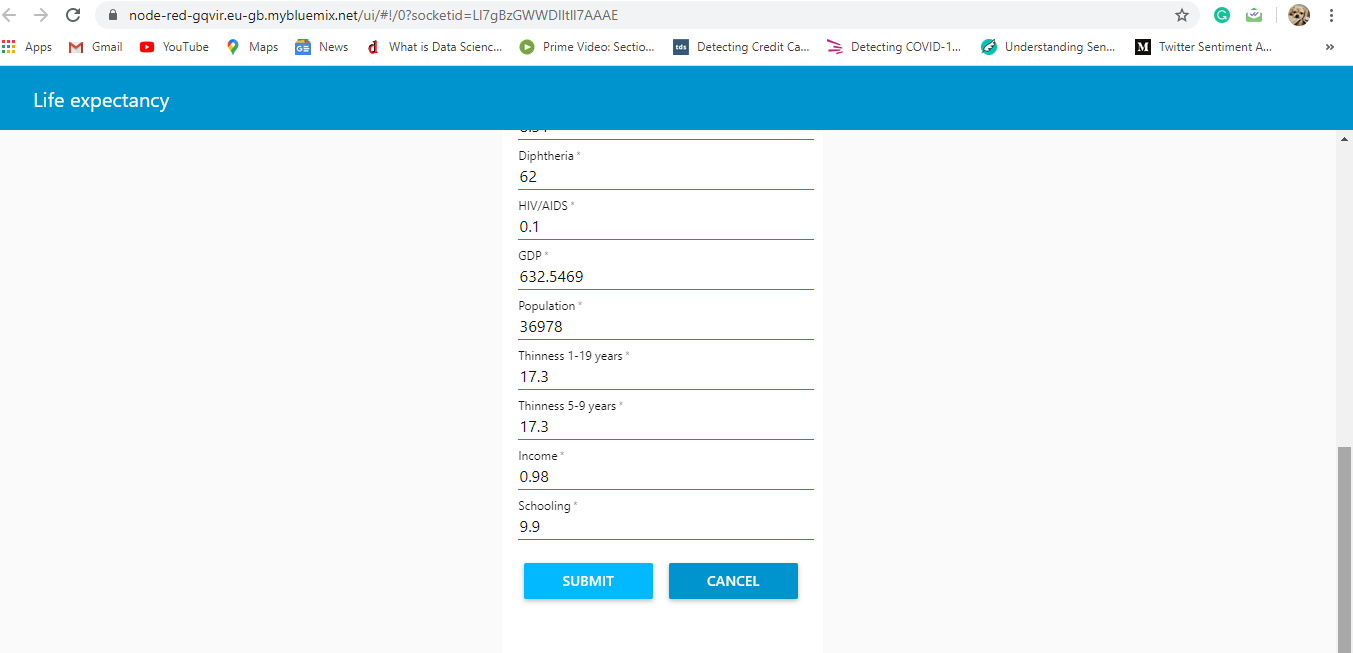 node-red-gqvir.eu-gb.mybluemix.net/ui/#!/0?socketid=LI7gBzGWWDIItII7AAAE
Apps Gmail YouTube Maps News What is Data Scienc... Prime Video: Sectio... tds Detecting Credit Ca... Detecting COVID-1... Understanding Sen... M Twitter Sentiment A... »
Life expectancy
Diphtheria *
62
HIV/AIDS *
0.1
GDP *
632.5469
Population *
36978
Thinness 1-19 years *
17.3
Thinness 5-9 years *
17.3
Income *
0.98
Schooling *
9.9
SUBMIT CANCEL